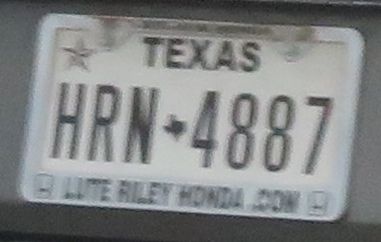 TEXAS
HRN 4887
LUTE RILEY HONDA .COM